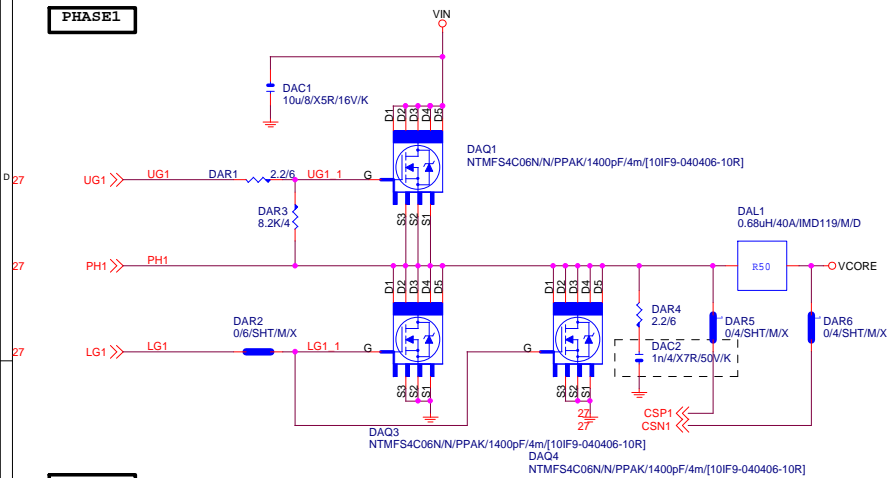 PHASE1
VIN
DAC1
10u/8/X5R/16V/K
D1
D2
D3
D4
D5
DAQ1
NTMFS4C06N/N/PPAK/1400pF/4m/[10IF9-040406-10R]
D
27
UG1
UG1
DAR1
2.2/6
UG1_1
G
DAR3
8.2K/4
S3
S2
S1
DAL1
0.68uH/40A/IMD119/M/D
27
PH1
PH1
R50
VCORE
D1
D2
D3
D4
D5
D1
D2
D3
D4
D5
DAR2
0/6/SHT/M/X
DAR4
2.2/6
DAR5
0/4/SHT/M/X
DAR6
0/4/SHT/M/X
27
LG1
LG1
LG1_1
G
G
DAC2
1n/4/X7R/50V/K
S3
S2
S1
S3
S2
S1
27
CSP1
27
CSN1
DAQ3
NTMFS4C06N/N/PPAK/1400pF/4m/[10IF9-040406-10R]
DAQ4
NTMFS4C06N/N/PPAK/1400pF/4m/[10IF9-040406-10R]